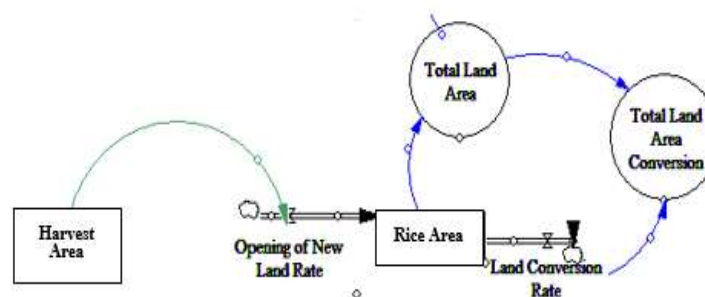 Total Land
Area
Total Land
Area
Conversion
Harvest
Area
Opening of New
Land Rate
Rice Area
Land Conversion
Rate